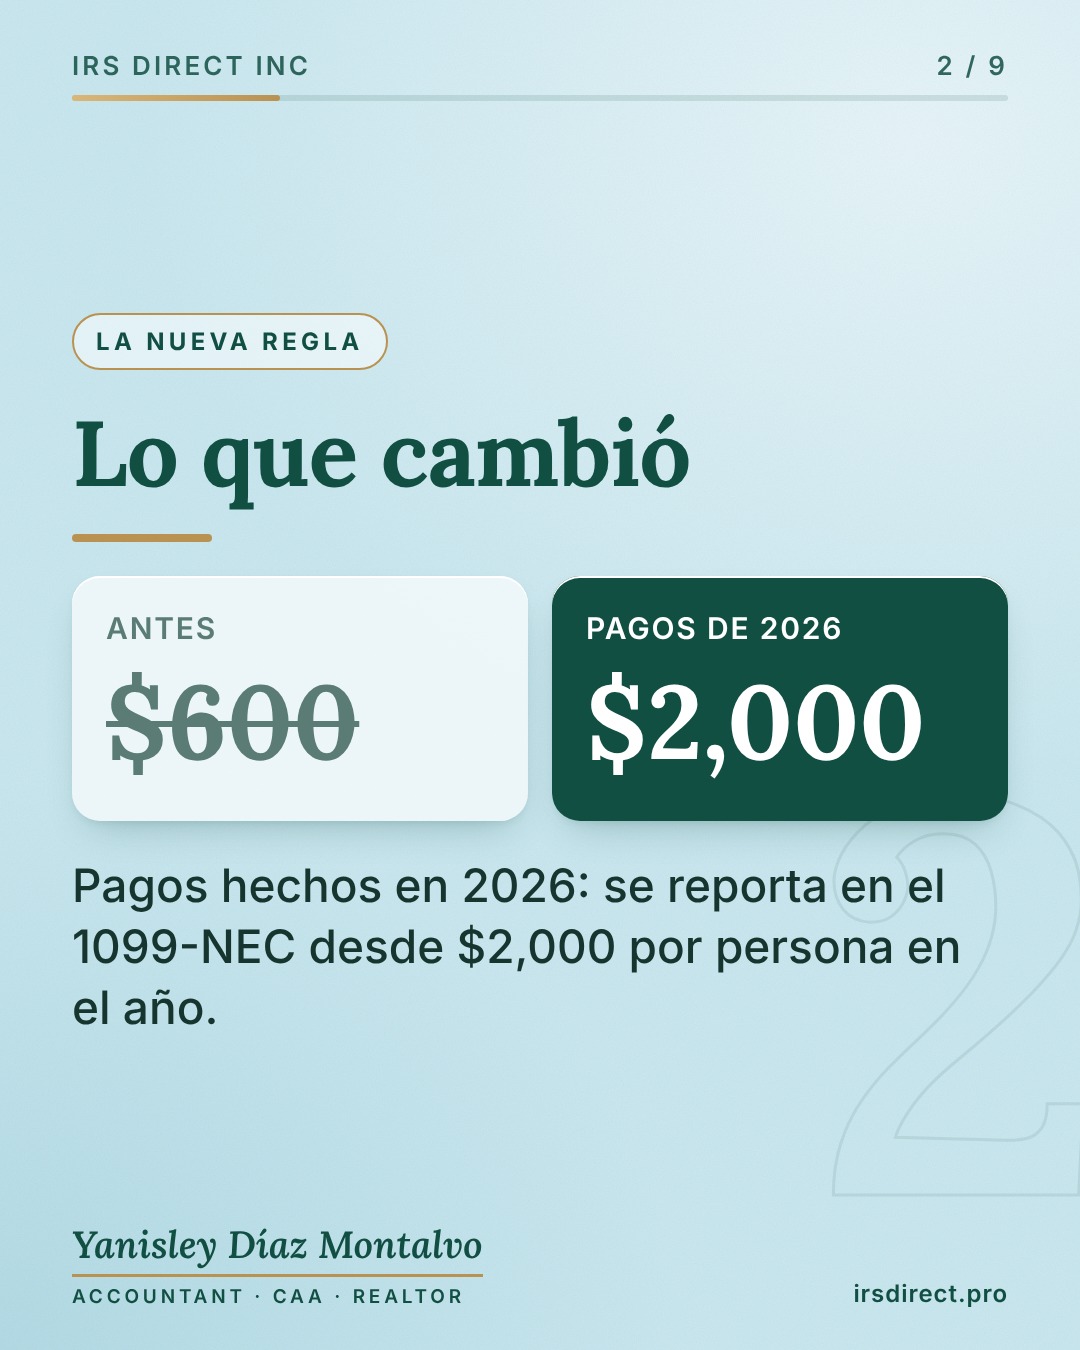 IRS DIRECT INC
2 / 9
LA NUEVA REGLA
Lo que cambió
ANTES
$600
PAGOS DE 2026
$2,000
Pagos hechos en 2026: se reporta en el
1099-NEC desde $2,000 por persona en
el año.
2
Yanisley Díaz Montalvo
ACCOUNTANT · CAA · REALTOR
irsdirect.pro